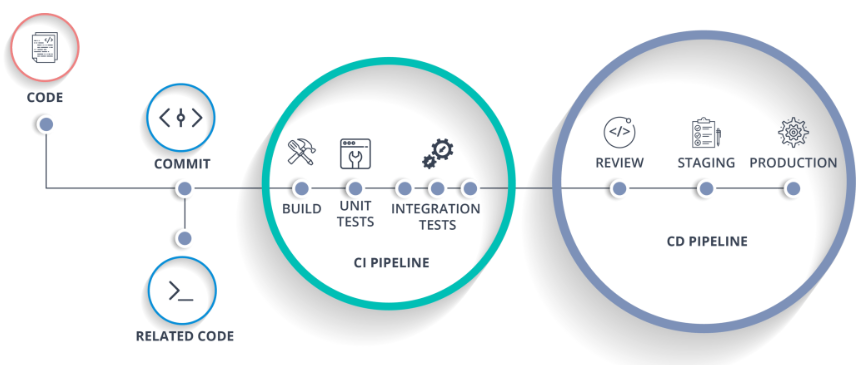 CODE
COMMIT
RELATED CODE
BUILD
UNIT
TESTS
INTEGRATION
TESTS
CI PIPELINE
REVIEW
STAGING
PRODUCTION
CD PIPELINE